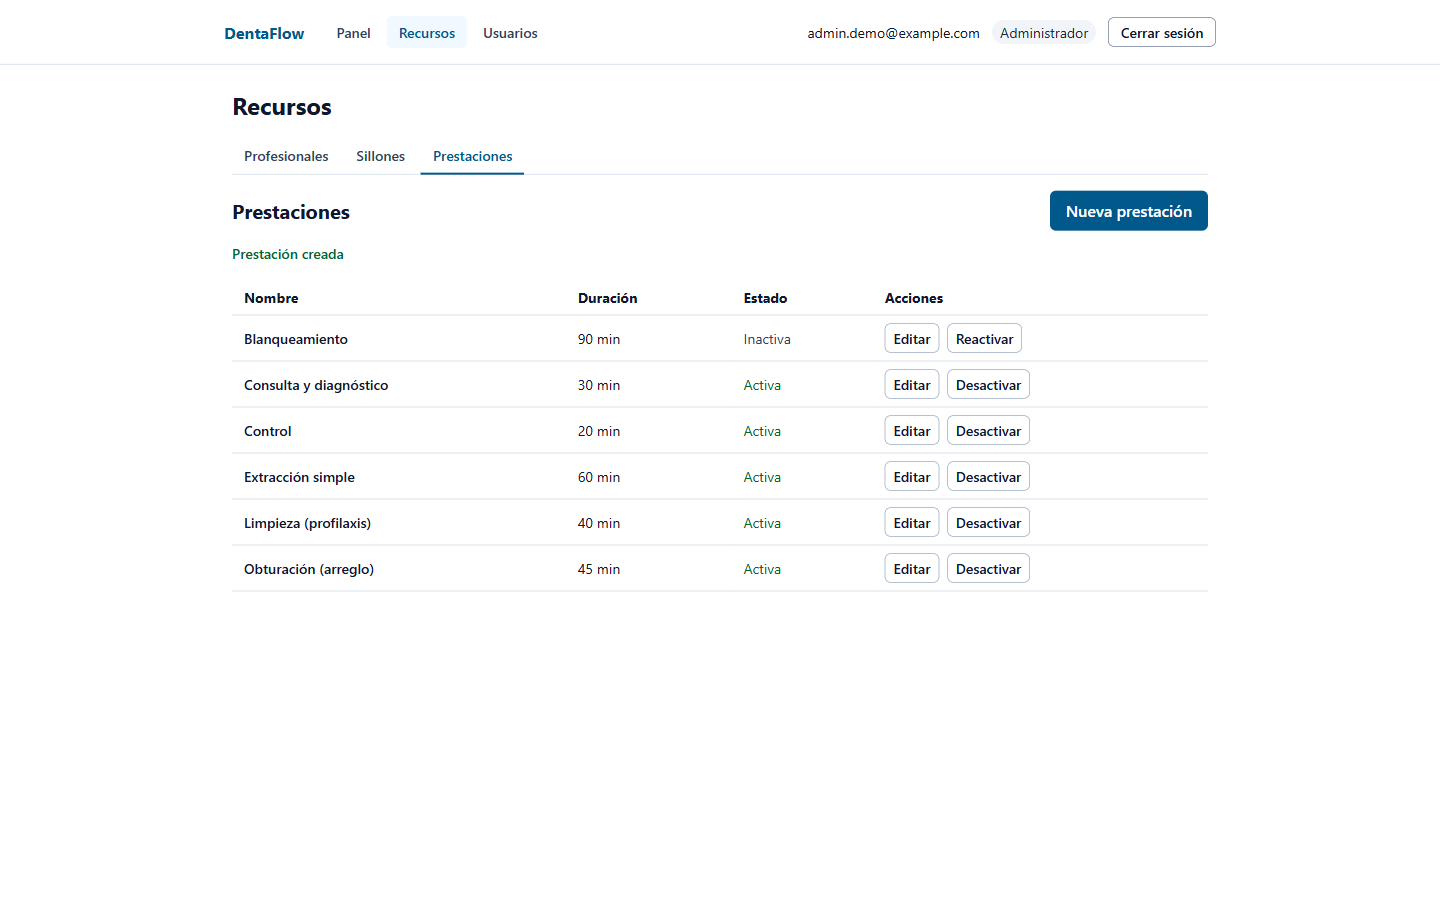 DentaFlow Panel Recursos Usuarios admin.demo@example.com Administrador Cerrar sesión
Recursos
Profesionales Sillones Prestaciones
Prestaciones Nueva prestación
Prestación creada
Nombre Duración Estado Acciones
Blanqueamiento 90 min Inactiva Editar Reactivar
Consulta y diagnóstico 30 min Activa Editar Desactivar
Control 20 min Activa Editar Desactivar
Extracción simple 60 min Activa Editar Desactivar
Limpieza (profilaxis) 40 min Activa Editar Desactivar
Obturación (arreglo) 45 min Activa Editar Desactivar